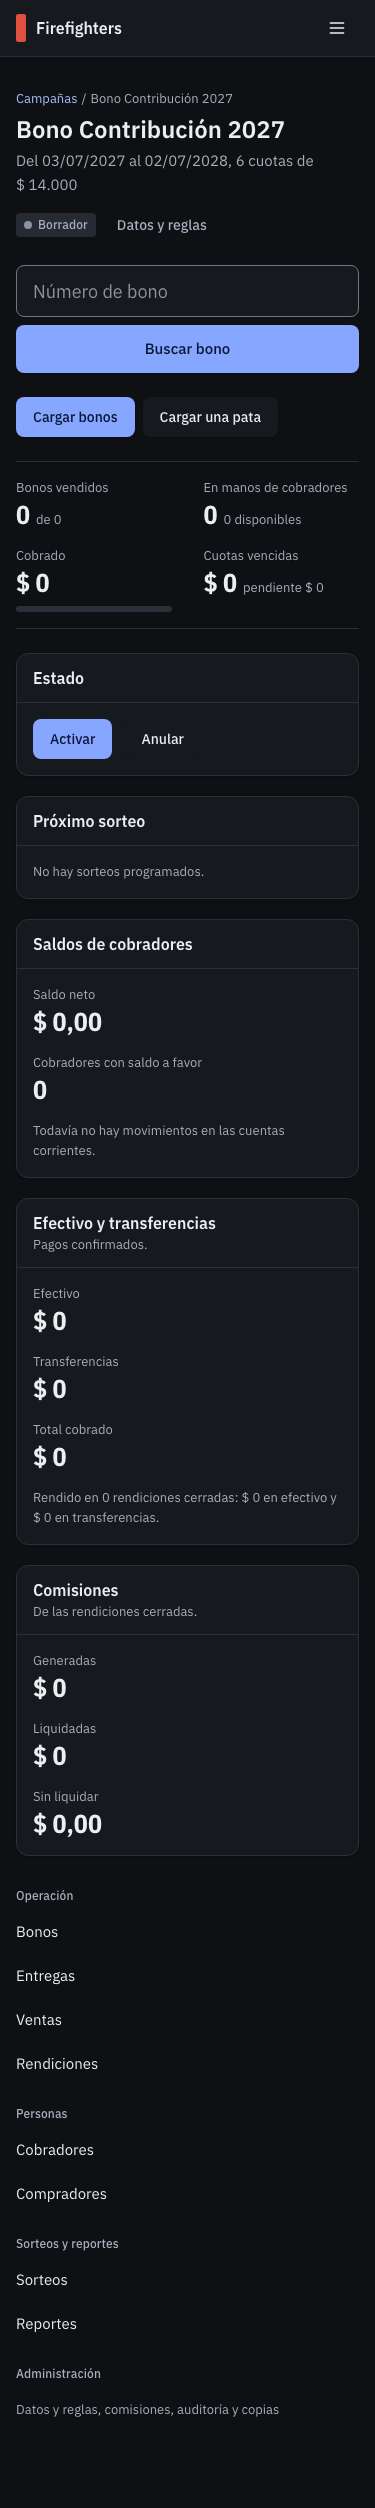 Firefighters
Campañas / Bono Contribución 2027
Bono Contribución 2027
Del 03/07/2027 al 02/07/2028, 6 cuotas de
$ 14.000
Borrador
Datos y reglas
Número de bono
Buscar bono
Cargar bonos
Cargar una pata
Bonos vendidos
0 de 0
En manos de cobradores
0 0 disponibles
Cobrado
$ 0
Cuotas vencidas
$ 0 pendiente $ 0
Estado
Activar
Anular
Próximo sorteo
No hay sorteos programados.
Saldos de cobradores
Saldo neto
$ 0,00
Cobradores con saldo a favor
0
Todavía no hay movimientos en las cuentas
corrientes.
Efectivo y transferencias
Pagos confirmados.
Efectivo
$ 0
Transferencias
$ 0
Total cobrado
$ 0
Rendido en 0 rendiciones cerradas: $ 0 en efectivo y
$ 0 en transferencias.
Comisiones
De las rendiciones cerradas.
Generadas
$ 0
Liquidadas
$ 0
Sin liquidar
$ 0,00
Operación
Bonos
Entregas
Ventas
Rendiciones
Personas
Cobradores
Compradores
Sorteos y reportes
Sorteos
Reportes
Administración
Datos y reglas, comisiones, auditoría y copias